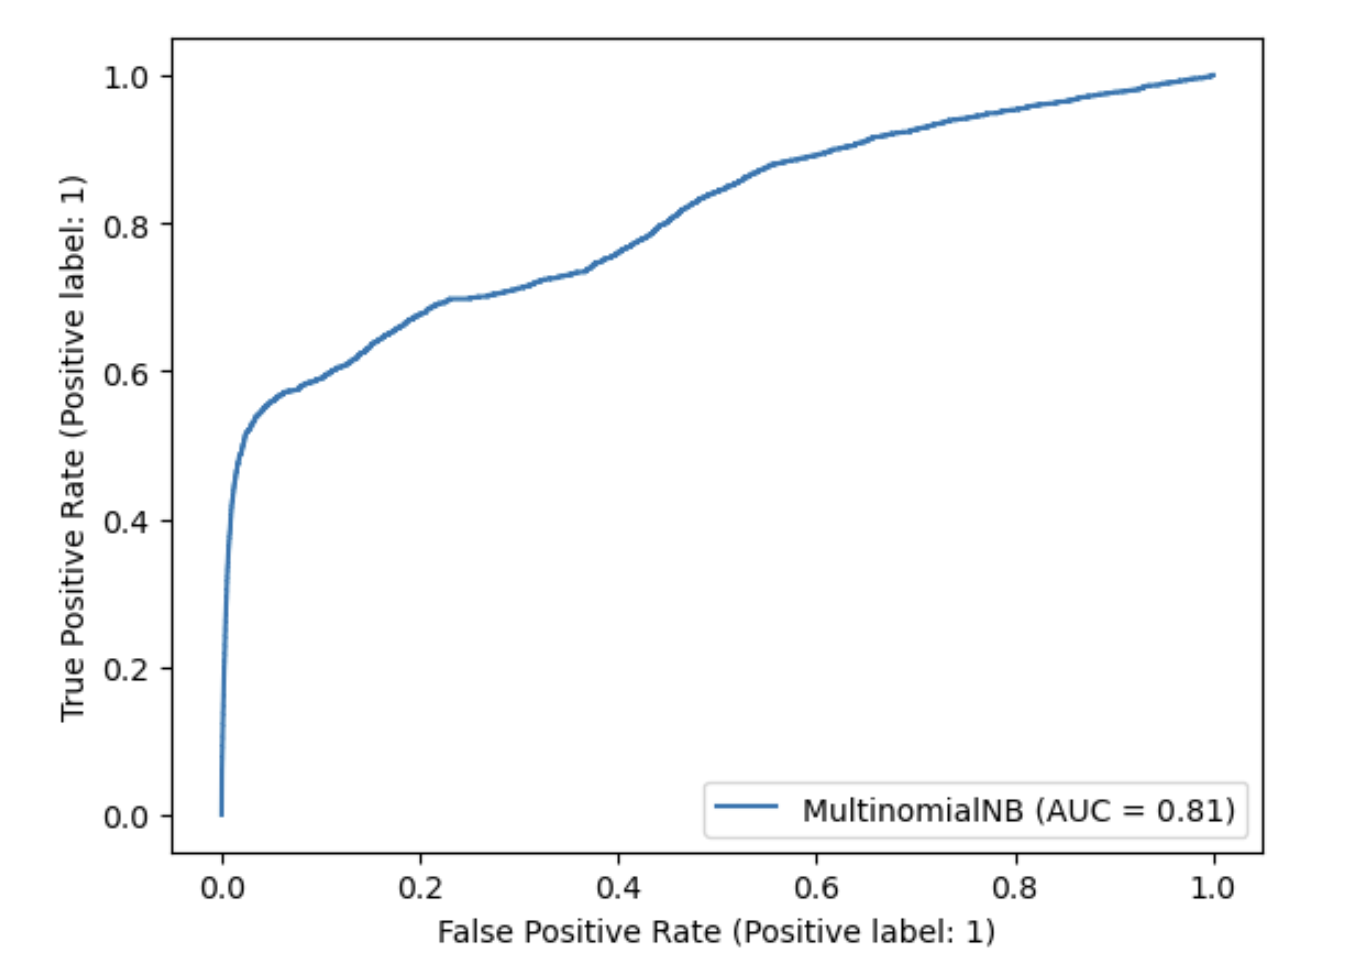 True Positive Rate (Positive label: 1)
1.0
0.8
0.6
0.4
0.2
0.0
MultinomialNB (AUC = 0.81)
0.0 0.2 0.4 0.6 0.8 1.0
False Positive Rate (Positive label: 1)